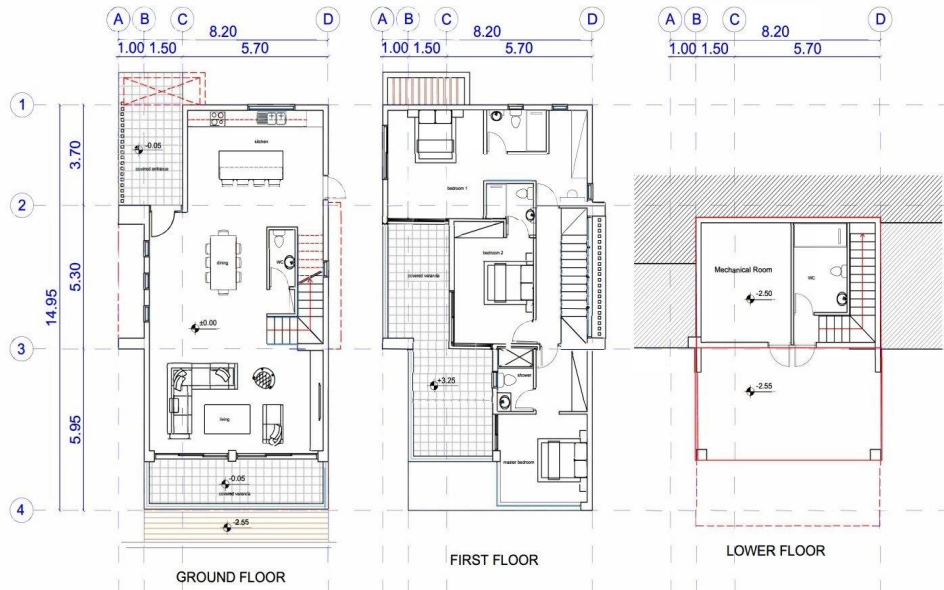 A B C D
8.20
1.00 1.50 5.70
1
3.70
2
5.30
14.95
3
5.95
4
-0.05
covered entrance
kitchen
dining
WC
±0.00
living
-0.05
covered veranda
-2.55
GROUND FLOOR
A B C D
8.20
1.00 1.50 5.70
bedroom 1
covered veranda
bedroom 2
+3.25
shower
master bedroom
FIRST FLOOR
A B C D
8.20
1.00 1.50 5.70
Mechanical Room
WC
-2.50
-2.55
LOWER FLOOR